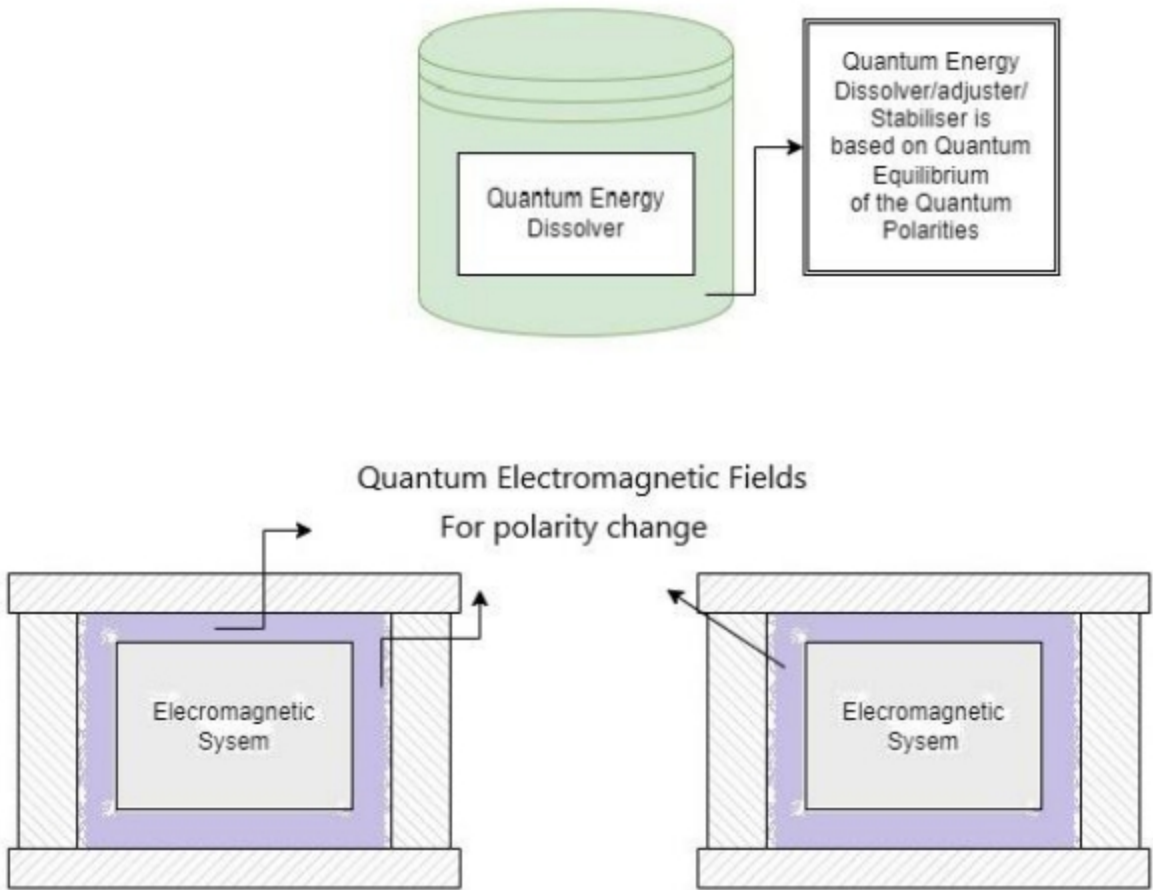 Quantum Energy
Dissolver
Quantum Energy
Dissolver/adjuster/
Stabiliser is
based on Quantum
Equilibrium
of the Quantum
Polarities
Quantum Electromagnetic Fields
For polarity change
Elecromagnetic
Sysem
Elecromagnetic
Sysem